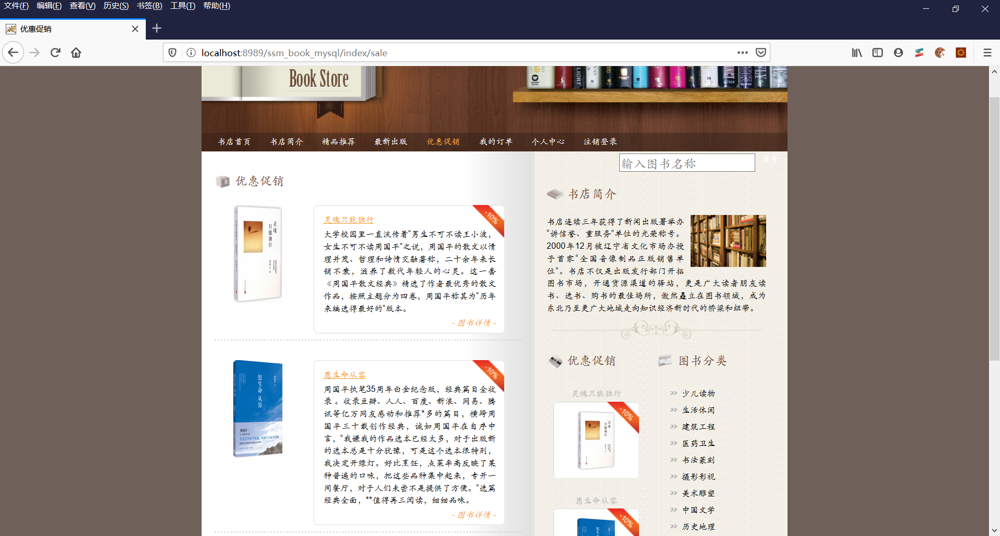 文件(F) 编辑(E) 查看(V) 历史(S) 书签(B) 工具(T) 帮助(H)
优惠促销
localhost:8989/ssm_book_mysql/index/sale
Book Store
书店首页 书店简介 精品推荐 最新出版 优惠促销 我的订单 个人中心 注销登录
输入图书名称 搜索
优惠促销
灵魂只能独行
-10%
大学校园里一直流传着“男生不可不读王小波，
女生不可不读周国平”之说，周国平的散文以情
理并茂、哲理和诗情交融著称，二十余年来长
销不衰，滋养了数代年轻人的心灵。这一套
《周国平散文经典》精选了作者最优秀的散文
作品，按照主题分为四卷，周国平称其为“历年
来编选得最好的”版本。
- 图书详情 -
灵魂
只能独行
愿生命从容
-10%
周国平执笔35周年白金纪念版，经典篇目全收
录。收录豆瓣、人人、百度、新浪、网易、腾
讯等亿万网友感动和推荐*多的篇目，横跨周
国平三十载创作经典，诚如周国平在自序中
言，“我嫌我的作品选本已经太多，对于出版新
的选本总是十分犹豫，可是这个选本很特别，
我决定开绿灯。好比烹饪，点菜率高反映了某
种普遍的口味，把这些品种集中起来，专开一
间餐厅，对于人们未尝不是提供了方便。”选篇
经典全面，**值得再三阅读，细细品味。
- 图书详情 -
愿生命
从容
周国平
书店简介
书店连续三年获得了新闻出版署举办
“讲信誉、重服务”单位的光荣称号。
2000年12月被辽宁省文化市场办授
予首家“全国音像制品正版销售单
位”。书店不仅是出版发行部门开拓
图书市场，开通货源渠道的驿站，更是广大读者朋友读
书、选书、购书的最佳场所，傲然矗立在图书领域，成为
东北乃至更广大地域走向知识经济新时代的桥梁和纽带。
优惠促销
灵魂只能独行
-10%
灵魂
只能独行
愿生命从容
-10%
图书分类
少儿读物
生活休闲
建筑工程
医药卫生
书法篆刻
摄影影视
美术雕塑
中国文学
历史地理